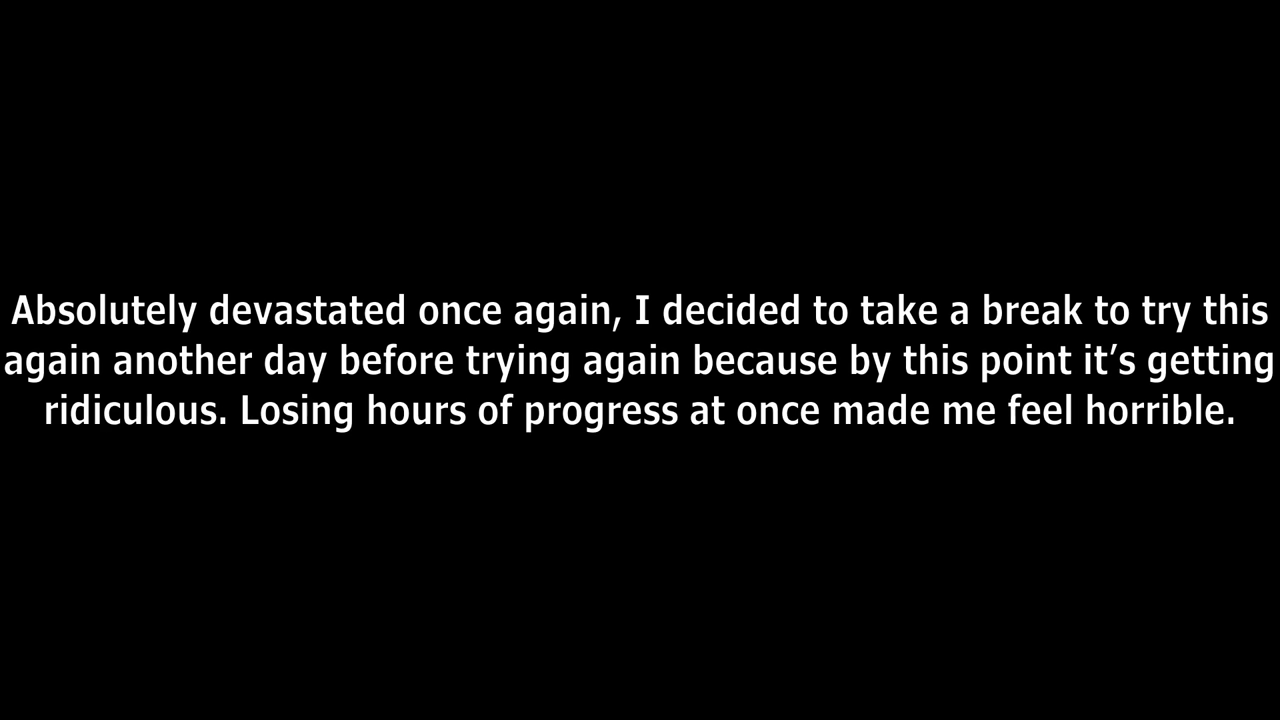 Absolutely devastated once again, I decided to take a break to try this
again another day before trying again because by this point it’s getting
ridiculous. Losing hours of progress at once made me feel horrible.